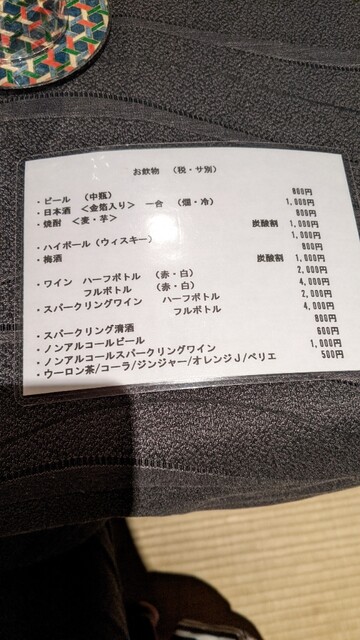 お飲物 (税・サ別)
・ビール (中瓶) 800円
・日本酒 <金箔入り> 一合 (燗・冷) 1,000円
・焼酎 <麦・芋> 800円
炭酸割 1,000円
・ハイボール(ウィスキー) 1,000円
・梅酒 800円
炭酸割 1,000円
・ワイン ハーフボトル (赤・白) 2,000円
フルボトル (赤・白) 4,000円
・スパークリングワイン ハーフボトル 2,000円
フルボトル 4,000円
・スパークリング清酒 800円
・ノンアルコールビール 600円
・ノンアルコールスパークリングワイン 1,000円
・ウーロン茶/コーラ/ジンジャー/オレンジJ/ペリエ 500円